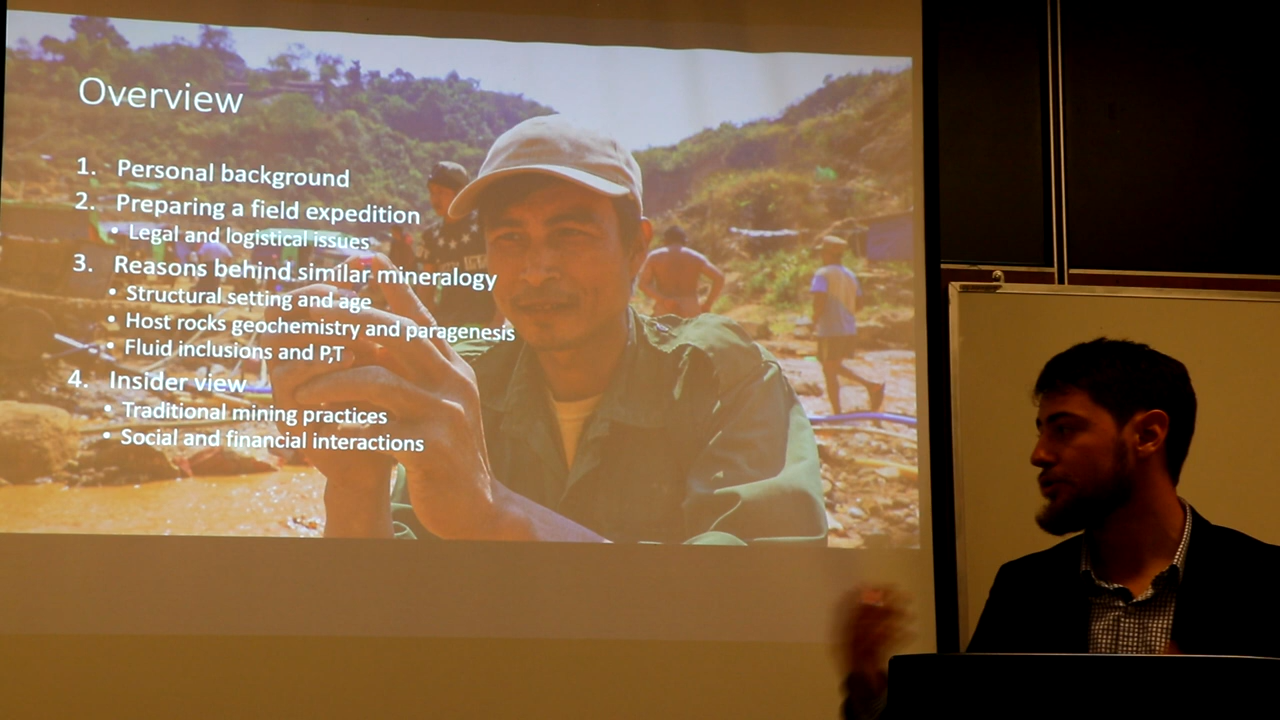 Overview
1. Personal background
2. Preparing a field expedition
• Legal and logistical issues
3. Reasons behind similar mineralogy
• Structural setting and age
• Host rocks geochemistry and paragenesis
• Fluid inclusions and P,T
4. Insider view
• Traditional mining practices
• Social and financial interactions